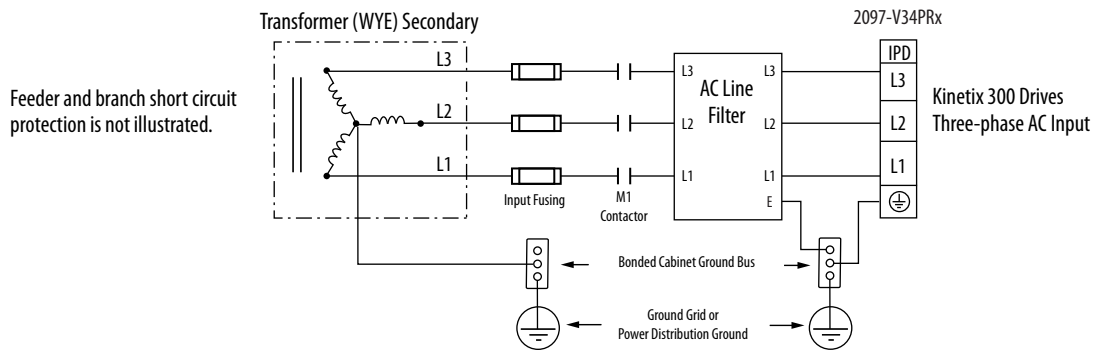 2097-V34PRx
Transformer (WYE) Secondary
IPD
L3
L3
L3
L3
AC Line
Filter
Feeder and branch short circuit
protection is not illustrated.
Kinetix 300 Drives
Three-phase AC Input
L2
L2
L2
L2
L1
L1
L1
L1
Input Fusing
M1
Contactor
E
Bonded Cabinet Ground Bus
Ground Grid or
Power Distribution Ground